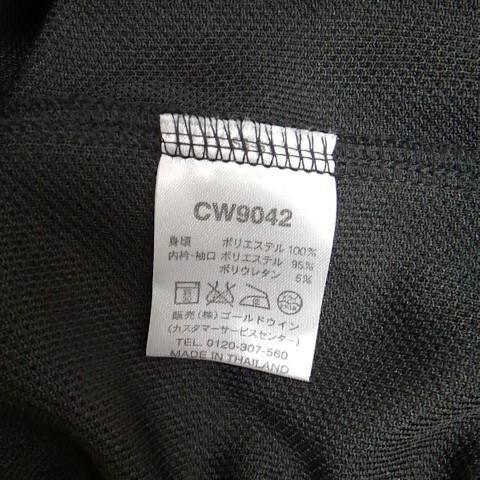 CW9042
身頃 ポリエステル 100%
内衿・袖口 ポリエステル 95%
ポリウレタン 5%
販売(株)ゴールドウイン
(カスタマーサービスセンター)
TEL. 0120-307-560
MADE IN THAILAND